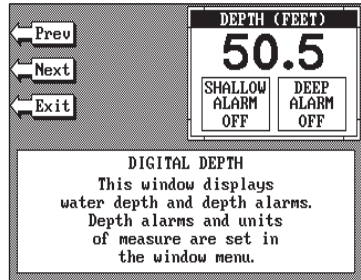 Prev
Next
Exit
DEPTH (FEET)
50.5
SHALLOW
ALARM
OFF
DEEP
ALARM
OFF
DIGITAL DEPTH
This window displays
water depth and depth alarms.
Depth alarms and units
of measure are set in
the window menu.